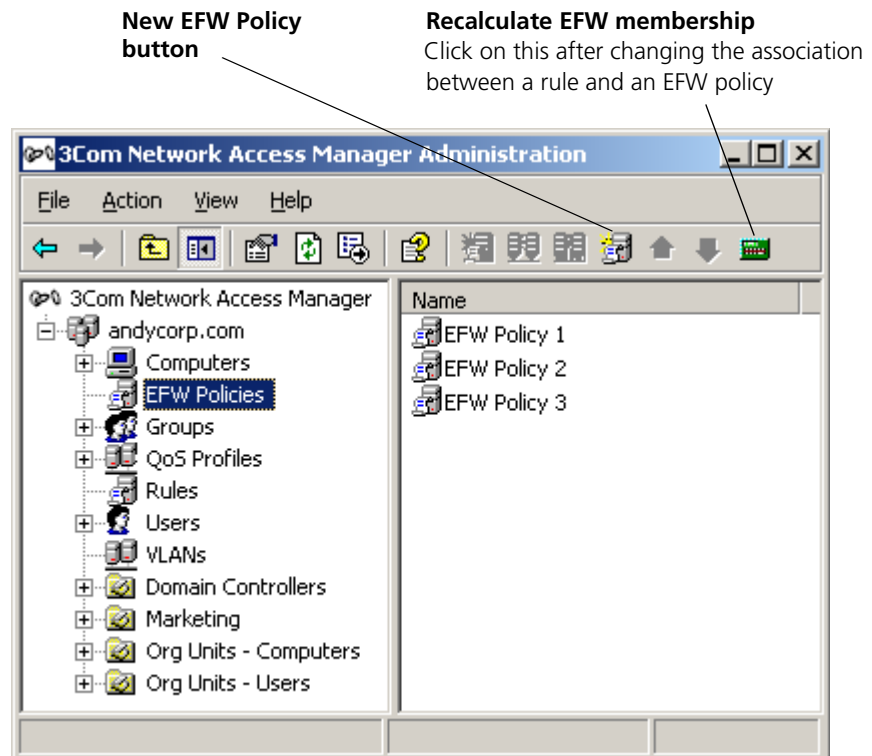 New EFW Policy
button
Recalculate EFW membership
Click on this after changing the association
between a rule and an EFW policy
3Com Network Access Manager Administration
File Action View Help
3Com Network Access Manager
andycorp.com
Computers
EFW Policies
Groups
QoS Profiles
Rules
Users
VLANs
Domain Controllers
Marketing
Org Units - Computers
Org Units - Users
Name
EFW Policy 1
EFW Policy 2
EFW Policy 3